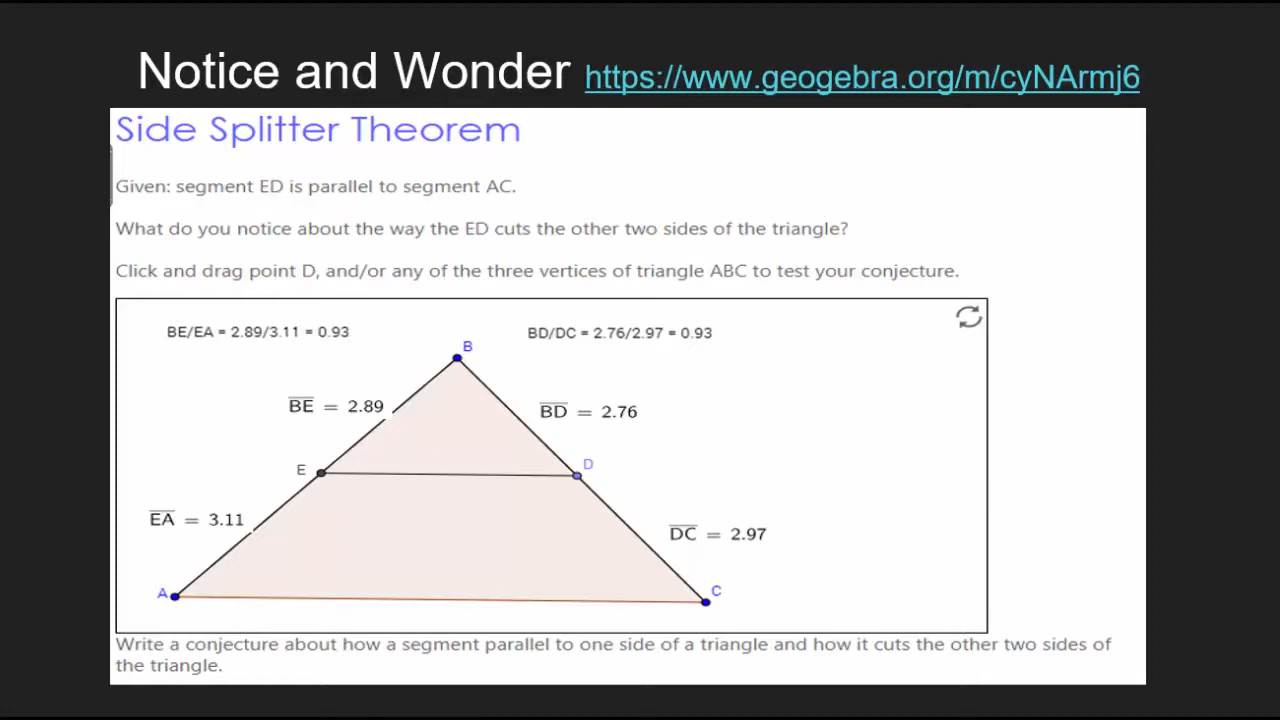 Notice and Wonder https://www.geogebra.org/m/cyNArmj6
Side Splitter Theorem
Given: segment ED is parallel to segment AC.
What do you notice about the way the ED cuts the other two sides of the triangle?
Click and drag point D, and/or any of the three vertices of triangle ABC to test your conjecture.
BE/EA = 2.89/3.11 = 0.93
BD/DC = 2.76/2.97 = 0.93
B
B͞E͞ = 2.89
B͞D͞ = 2.76
E
D
E͞A͞ = 3.11
D͞C͞ = 2.97
A
C
Write a conjecture about how a segment parallel to one side of a triangle and how it cuts the other two sides of
the triangle.